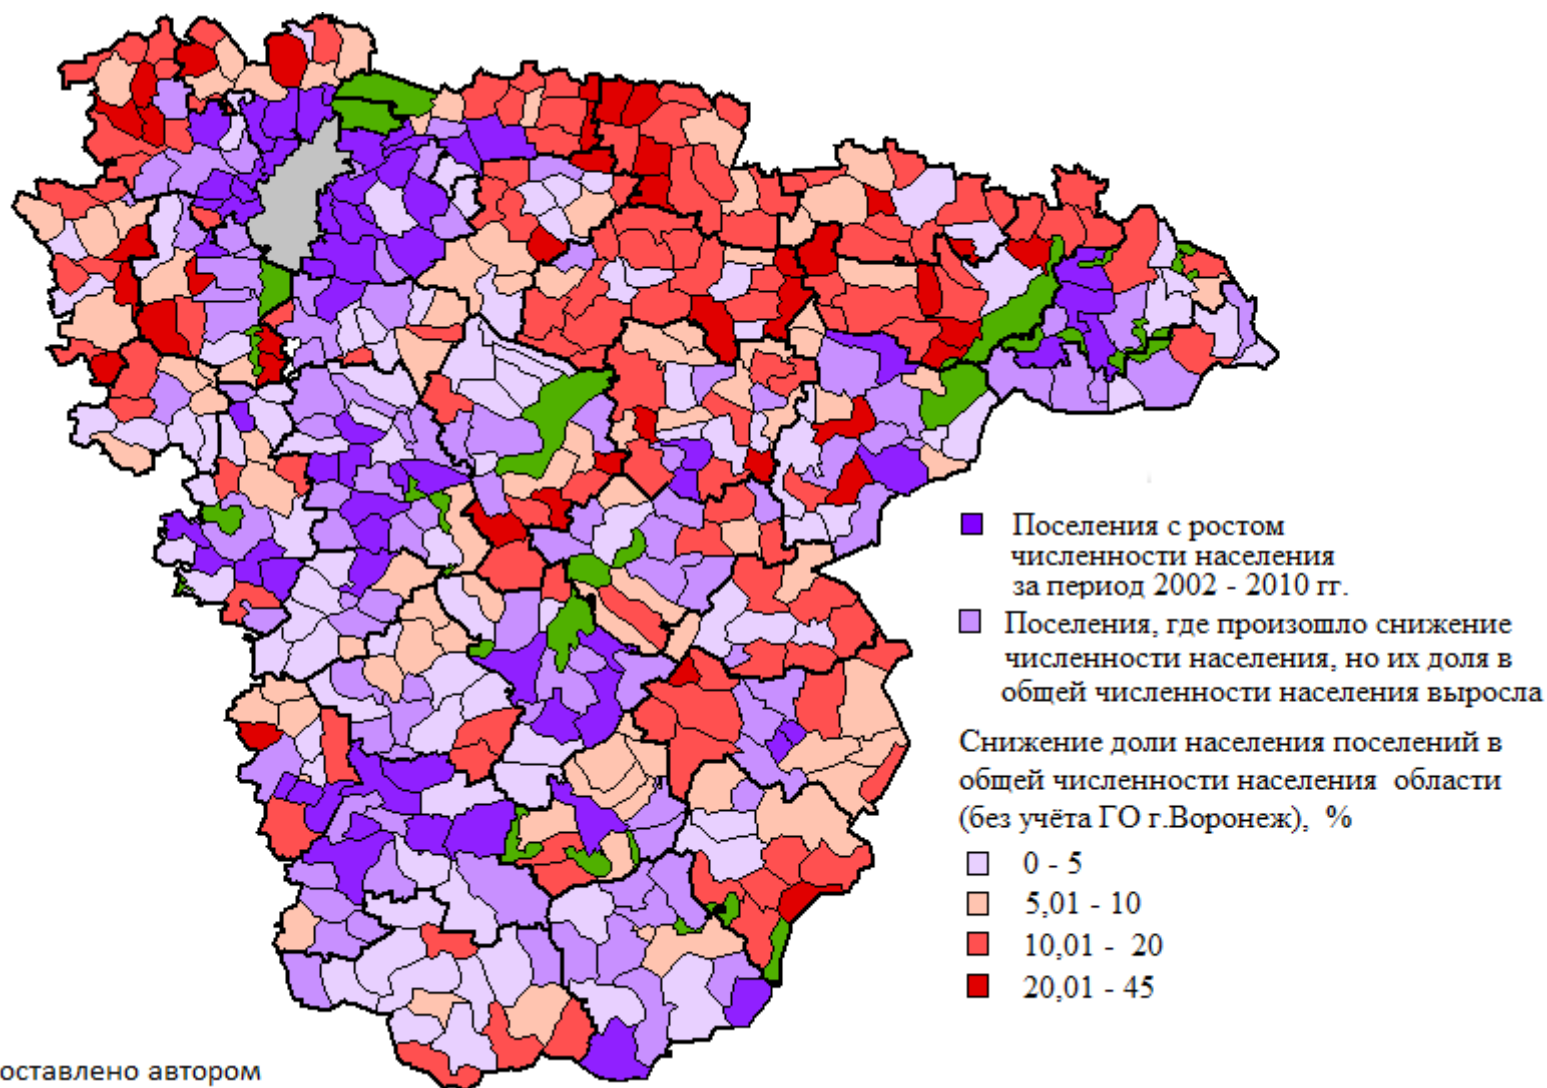 Поселения с ростом
численности населения
за период 2002 - 2010 гг.
Поселения, где произошло снижение
численности населения, но их доля в
общей численности населения выросла
Снижение доли населения поселений в
общей численности населения области
(без учёта ГО г.Воронеж), %
0 - 5
5,01 - 10
10,01 - 20
20,01 - 45
оставлено автором